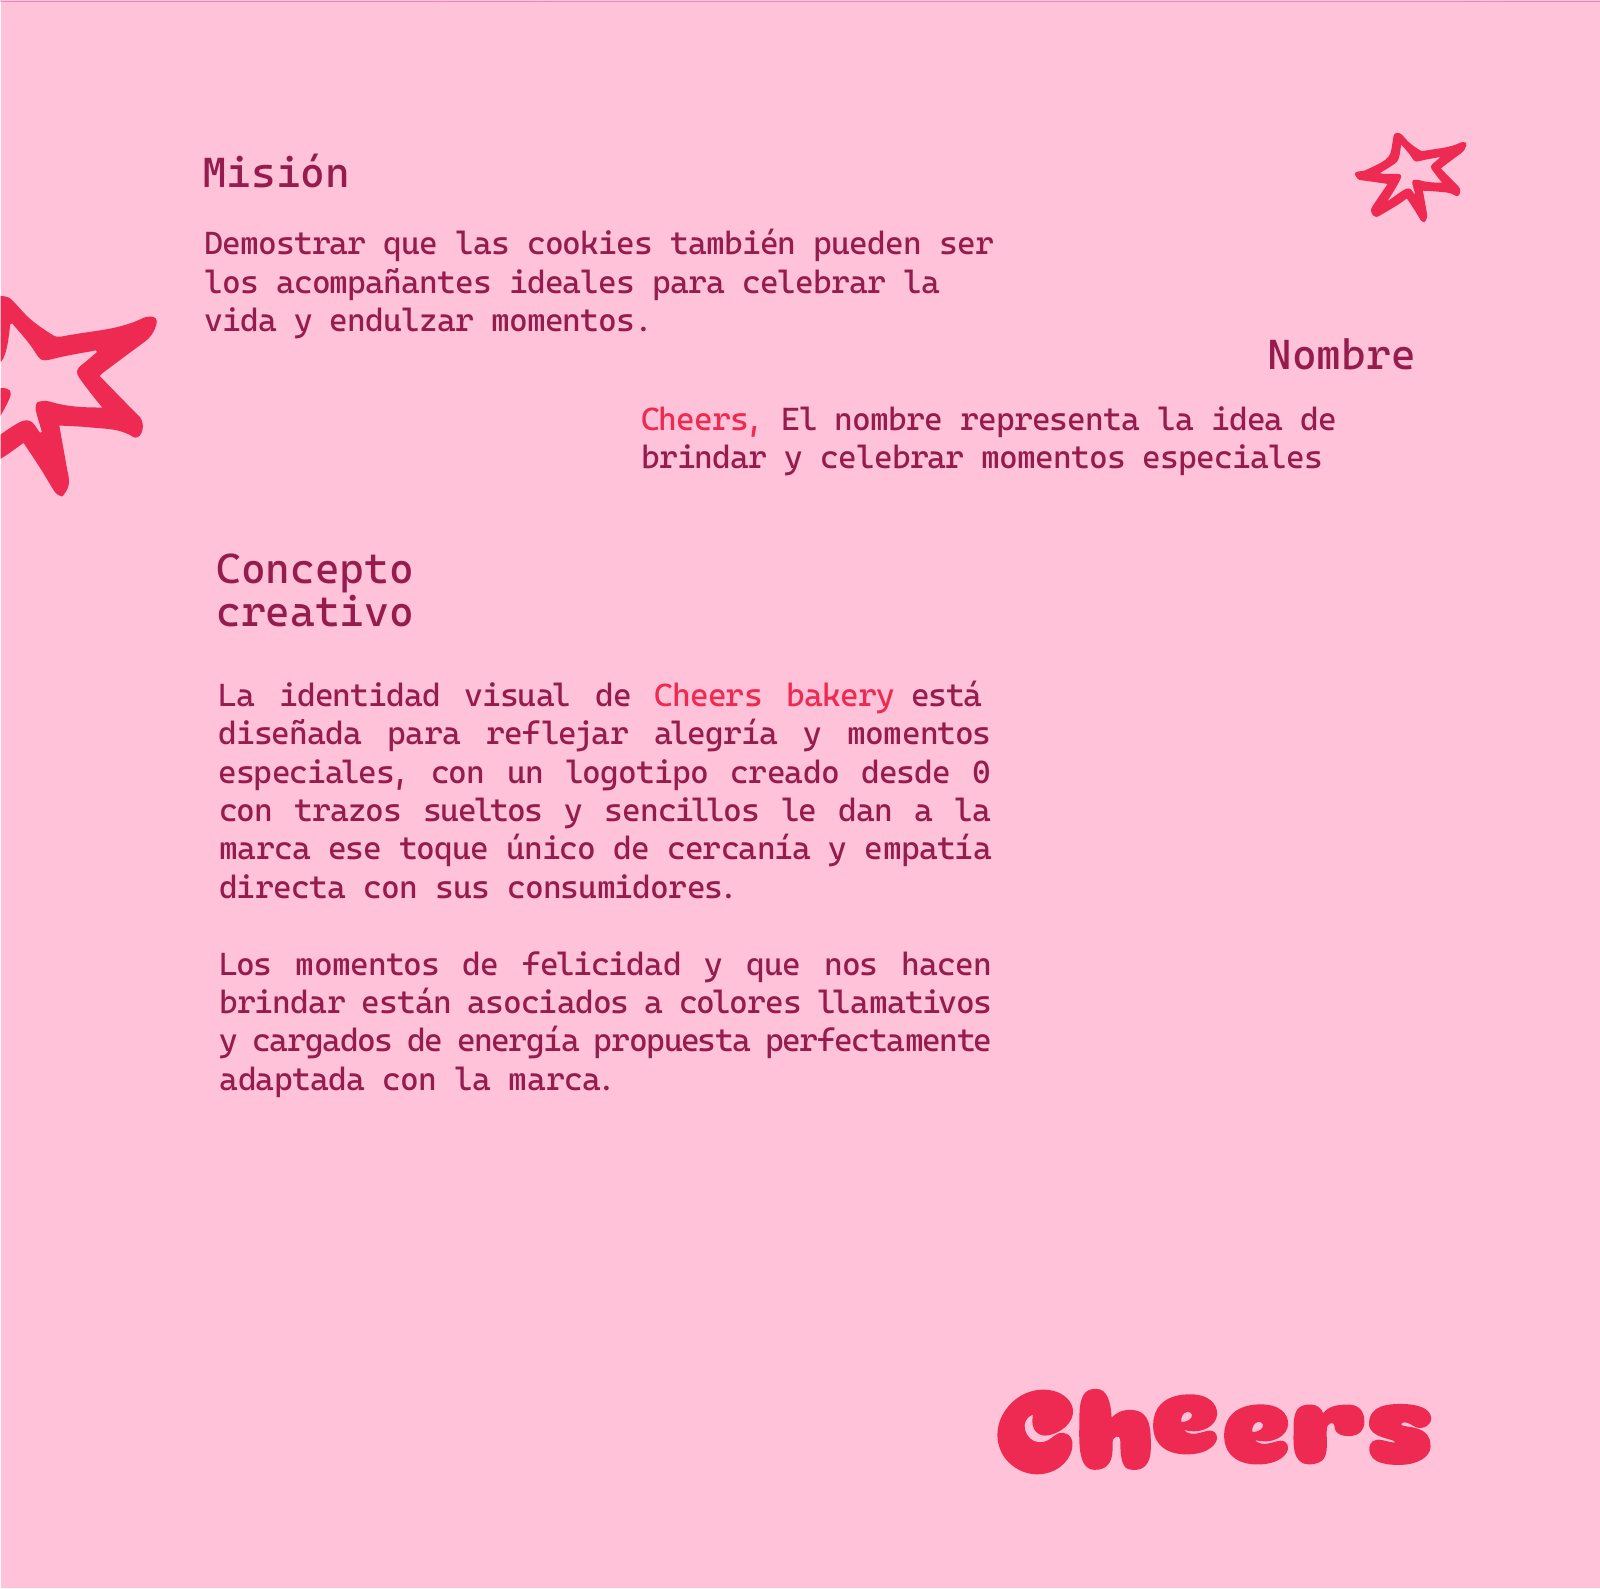 Misión
Demostrar que las cookies también pueden ser
los acompañantes ideales para celebrar la
vida y endulzar momentos.
Nombre
Cheers, El nombre representa la idea de
brindar y celebrar momentos especiales
Concepto
creativo
La identidad visual de Cheers bakery está
diseñada para reflejar alegría y momentos
especiales, con un logotipo creado desde 0
con trazos sueltos y sencillos le dan a la
marca ese toque único de cercanía y empatía
directa con sus consumidores.
Los momentos de felicidad y que nos hacen
brindar están asociados a colores llamativos
y cargados de energía propuesta perfectamente
adaptada con la marca.
Cheers